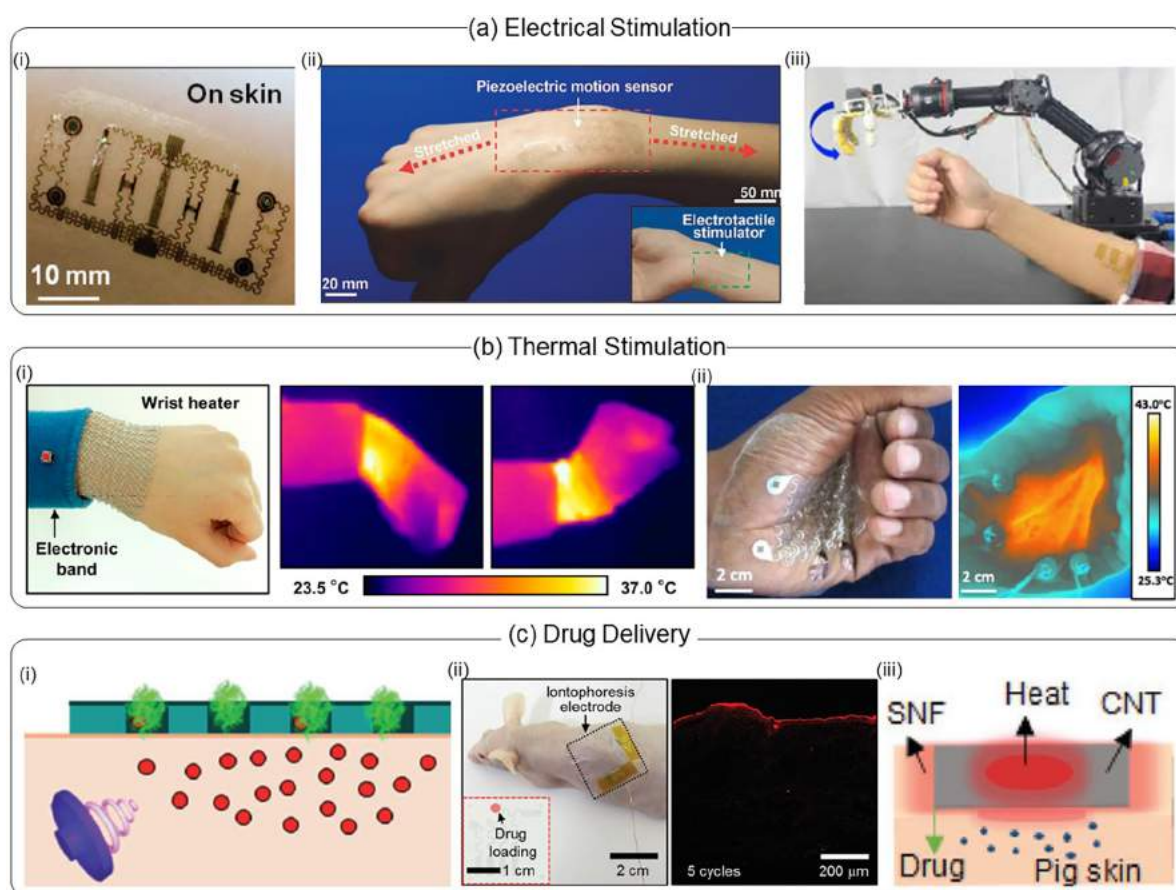 (a) Electrical Stimulation
(i)
On skin
10 mm
(ii)
Piezoelectric motion sensor
Stretched
Stretched
50 mm
Electrotactile
stimulator
20 mm
(iii)
(b) Thermal Stimulation
(i)
Wrist heater
Electronic
band
23.5 °C
37.0 °C
(ii)
2 cm
2 cm
43.0°C
25.3°C
(c) Drug Delivery
(i)
(ii)
Iontophoresis
electrode
Drug
loading
1 cm
2 cm
5 cycles
200 µm
(iii)
SNF
Heat
CNT
Drug
Pig skin